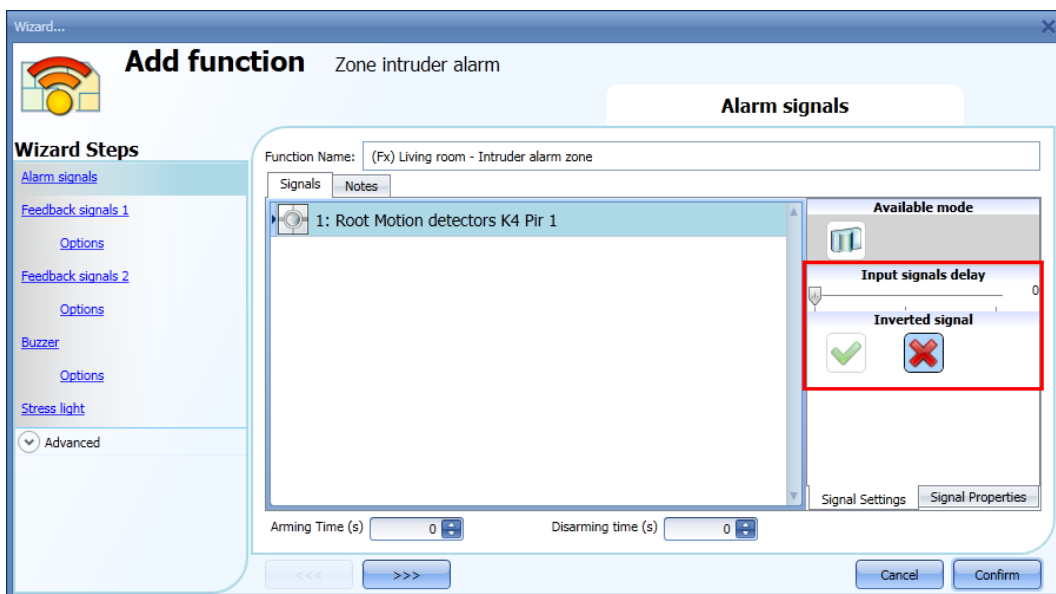 Wizard...
Add function Zone intruder alarm
Alarm signals
Wizard Steps
Alarm signals
Feedback signals 1
Options
Feedback signals 2
Options
Buzzer
Options
Stress light
Advanced
Function Name: (Fx) Living room - Intruder alarm zone
Signals Notes
1: Root Motion detectors K4 Pir 1
Available mode
Input signals delay
0
Inverted signal
Signal Settings Signal Properties
Arming Time (s) 0 Disarming time (s) 0
<<< >>> Cancel Confirm